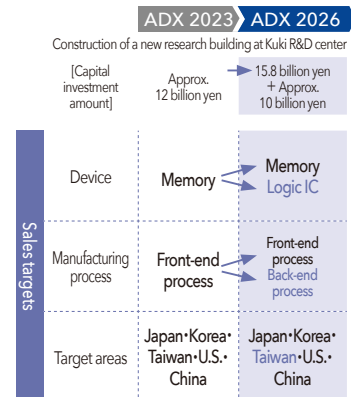 ADX 2023 ADX 2026
Construction of a new research building at Kuki R&D center
[Capital
investment
amount]
Approx.
12 billion yen
15.8 billion yen
+ Approx.
10 billion yen
Sales targets
Device
Memory
Memory
Logic IC
Manufacturing
process
Front-end
process
Front-end
process
Back-end
process
Target areas
Japan・Korea・
Taiwan・U.S.・
China
Japan・Korea・
Taiwan・U.S.・
China